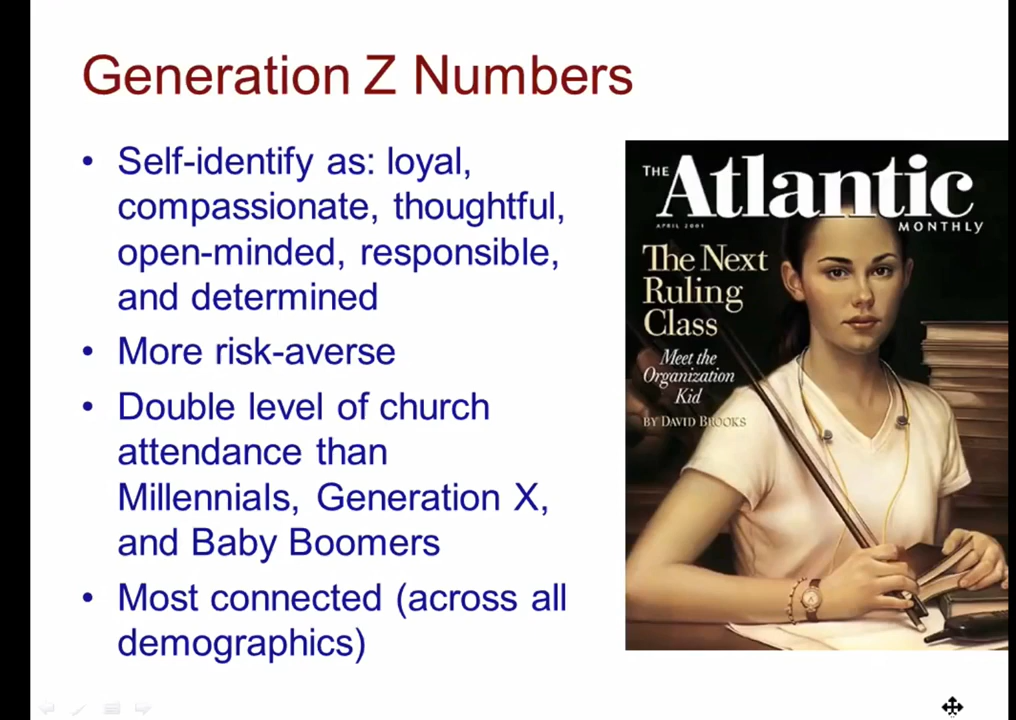 Generation Z Numbers
• Self-identify as: loyal,
compassionate, thoughtful,
open-minded, responsible,
and determined
• More risk-averse
• Double level of church
attendance than
Millennials, Generation X,
and Baby Boomers
• Most connected (across all
demographics)
THE Atlantic
APRIL 2001
MONTHLY
The Next
Ruling
Class
Meet the
Organization
Kid
BY DAVID BROOKS